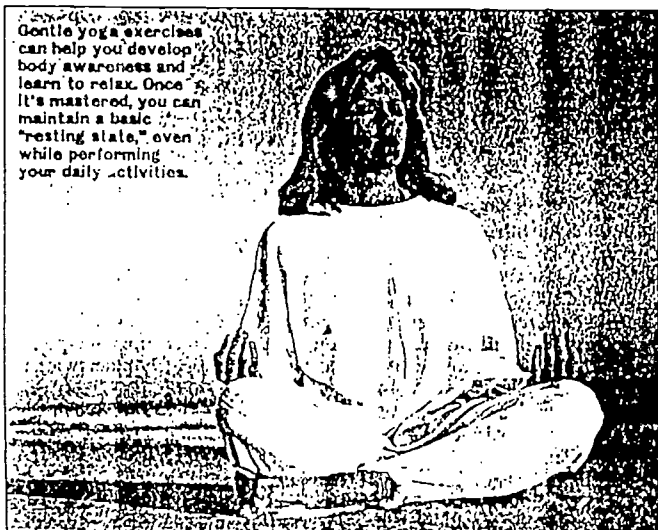 Gentle yoga exercises
can help you develop
body awareness and
learn to relax. Once
it's mastered, you can
maintain a basic
"resting state," even
while performing
your daily activities.